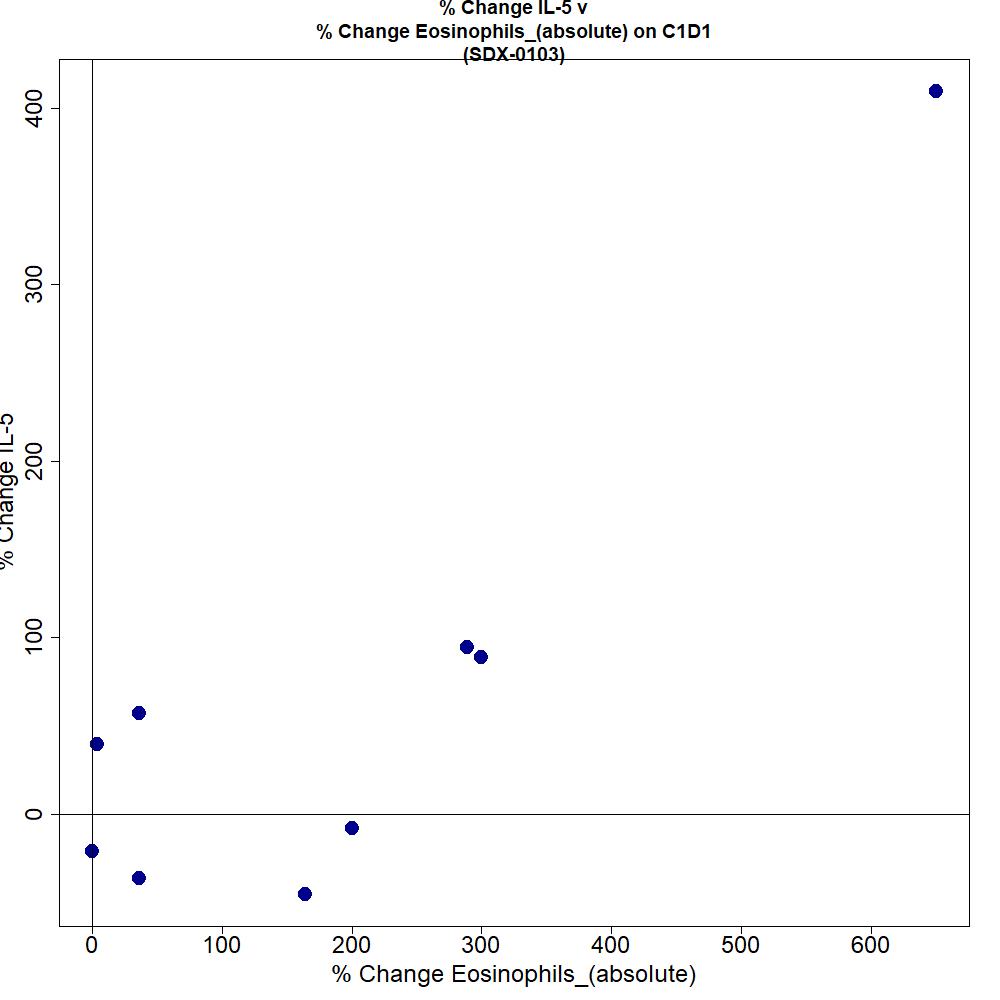 % Change IL-5 v
% Change Eosinophils_(absolute) on C1D1
(SDX-0103)
% Change IL-5
400
300
200
100
0
0 100 200 300 400 500 600
% Change Eosinophils_(absolute)